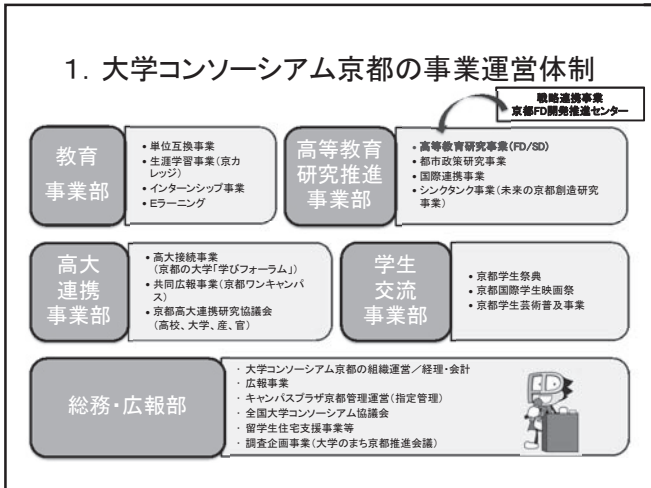 1．大学コンソーシアム京都の事業運営体制
戦略連携事業
京都FD開発推進センター
教育
事業部
• 単位互換事業
• 生涯学習事業（京カ
レッジ）
• インターンシップ事業
• Eラーニング
高等教育
研究推進
事業部
• 高等教育研究事業(FD/SD)
• 都市政策研究事業
• 国際連携事業
• シンクタンク事業（未来の京都創造研究
事業）
高大
連携
事業部
• 高大接続事業
（京都の大学「学びフォーラム」）
• 共同広報事業（京都ワンキャンパ
ス）
• 京都高大連携研究協議会
（高校、大学、産、官）
学生
交流
事業部
• 京都学生祭典
• 京都国際学生映画祭
• 京都学生芸術普及事業
総務・広報部
・ 大学コンソーシアム京都の組織運営／経理・会計
・ 広報事業
・ キャンパスプラザ京都管理運営（指定管理）
・ 全国大学コンソーシアム協議会
・ 留学生住宅支援事業等
・ 調査企画事業（大学のまち京都推進会議）